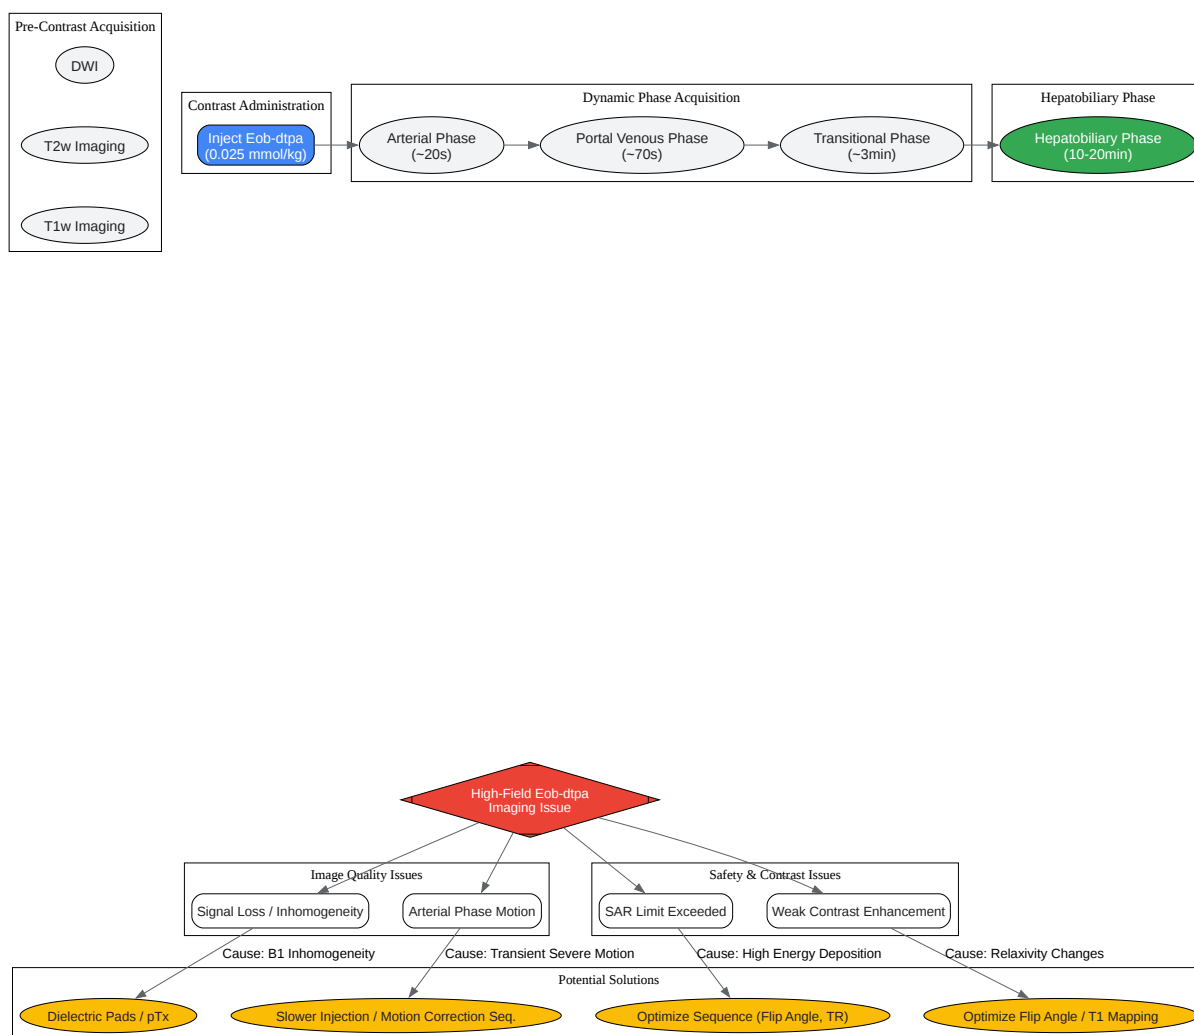 Pre-Contrast Acquisition
DWI
T2w Imaging
T1w Imaging
Contrast Administration
Inject Eob-dtpa
(0.025 mmol/kg)
Dynamic Phase Acquisition
Arterial Phase
(~20s)
Portal Venous Phase
(~70s)
Transitional Phase
(~3min)
Hepatobiliary Phase
Hepatobiliary Phase
(10-20min)
High-Field Eob-dtpa
Imaging Issue
Image Quality Issues
Signal Loss / Inhomogeneity
Arterial Phase Motion
Safety & Contrast Issues
SAR Limit Exceeded
Weak Contrast Enhancement
Cause: B1 Inhomogeneity
Cause: Transient Severe Motion
Cause: High Energy Deposition
Cause: Relaxivity Changes
Potential Solutions
Dielectric Pads / pTx
Slower Injection / Motion Correction Seq.
Optimize Sequence (Flip Angle, TR)
Optimize Flip Angle / T1 Mapping